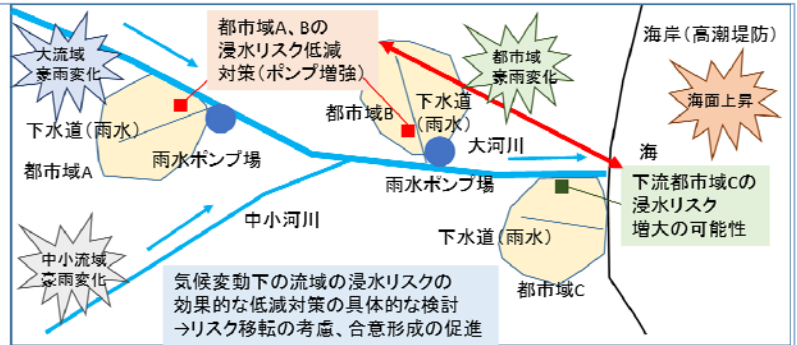 大流域
豪雨変化
都市域A、Bの
浸水リスク低減
対策(ポンプ増強)
都市域
豪雨変化
海岸(高潮堤防)
海面上昇
下水道(雨水)
都市域A
雨水ポンプ場
都市域B
下水道
(雨水)
大河川
雨水ポンプ場
海
下流都市域Cの
浸水リスク
増大の可能性
中小河川
中小流域
豪雨変化
下水道(雨水)
都市域C
気候変動下の流域の浸水リスクの
効果的な低減対策の具体的な検討
→リスク移転の考慮、合意形成の促進